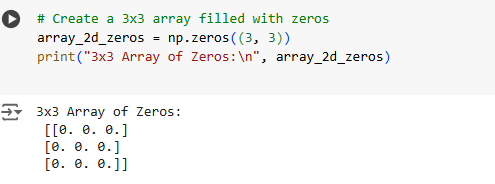 # Create a 3x3 array filled with zeros
array_2d_zeros = np.zeros((3, 3))
print("3x3 Array of Zeros:\n", array_2d_zeros)
3x3 Array of Zeros:
 [[0. 0. 0.]
 [0. 0. 0.]
 [0. 0. 0.]]